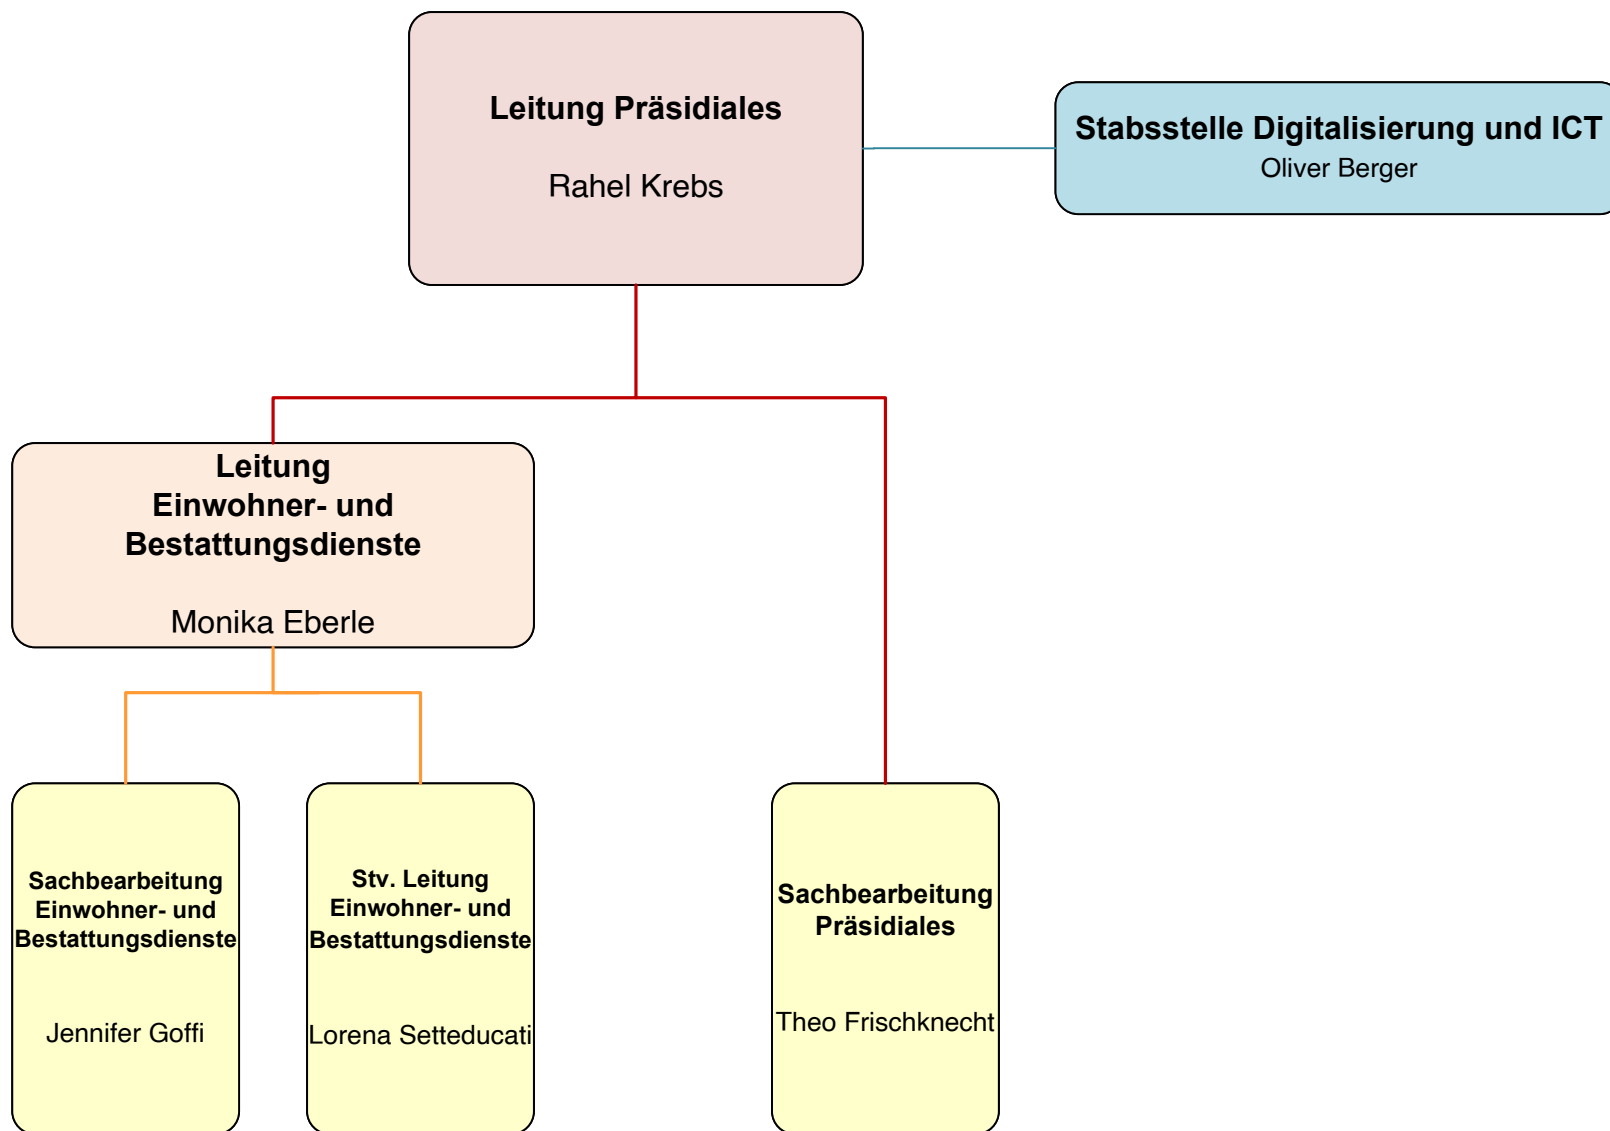 Leitung Präsidiales
Rahel Krebs
Stabsstelle Digitalisierung und ICT
Oliver Berger
Leitung
Einwohner- und
Bestattungsdienste
Monika Eberle
Sachbearbeitung
Einwohner- und
Bestattungsdienste
Jennifer Goffi
Stv. Leitung
Einwohner- und
Bestattungsdienste
Lorena Setteducati
Sachbearbeitung
Präsidiales
Theo Frischknecht